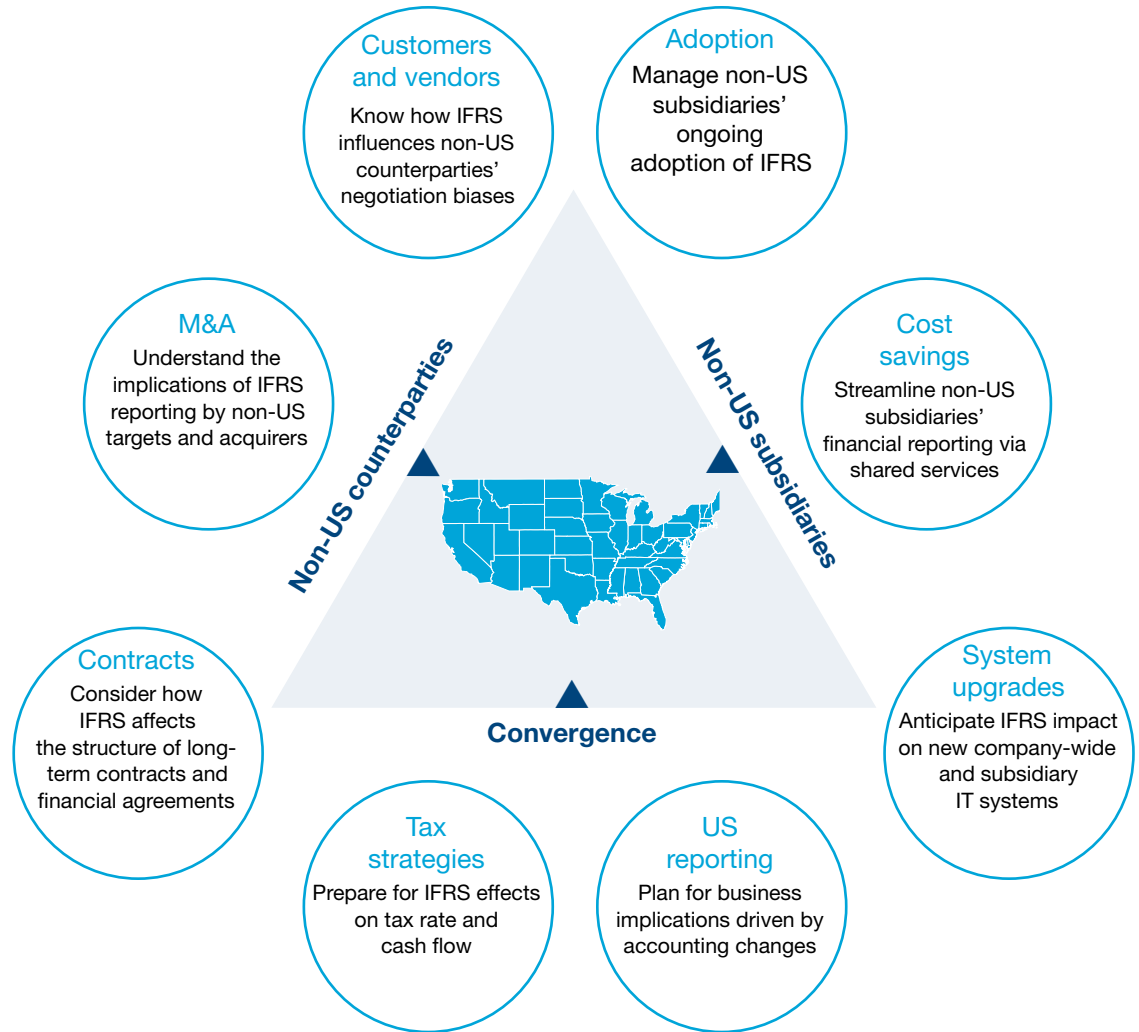 Customers
and vendors
Know how IFRS
influences non-US
counterparties’
negotiation biases
Adoption
Manage non-US
subsidiaries’
ongoing
adoption of IFRS
M&A
Understand the
implications of IFRS
reporting by non-US
targets and acquirers
Cost
savings
Streamline non-US
subsidiaries’
financial reporting via
shared services
Non-US counterparties
Non-US subsidiaries
Contracts
Consider how
IFRS affects
the structure of long-
term contracts and
financial agreements
System
upgrades
Anticipate IFRS impact
on new company-wide
and subsidiary
IT systems
Convergence
Tax
strategies
Prepare for IFRS effects
on tax rate and
cash flow
US
reporting
Plan for business
implications driven by
accounting changes